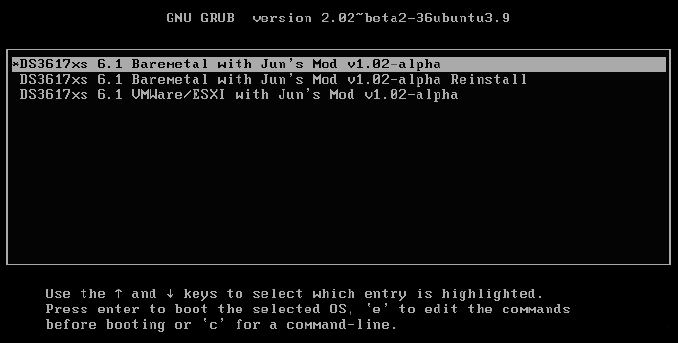 GNU GRUB  version 2.02~beta2-36ubuntu3.9
*DS3617xs 6.1 Baremetal with Jun's Mod v1.02-alpha
DS3617xs 6.1 Baremetal with Jun's Mod v1.02-alpha Reinstall
DS3617xs 6.1 VMWare/ESXI with Jun's Mod v1.02-alpha
Use the ↑ and ↓ keys to select which entry is highlighted.
Press enter to boot the selected OS, `e' to edit the commands
before booting or `c' for a command-line.